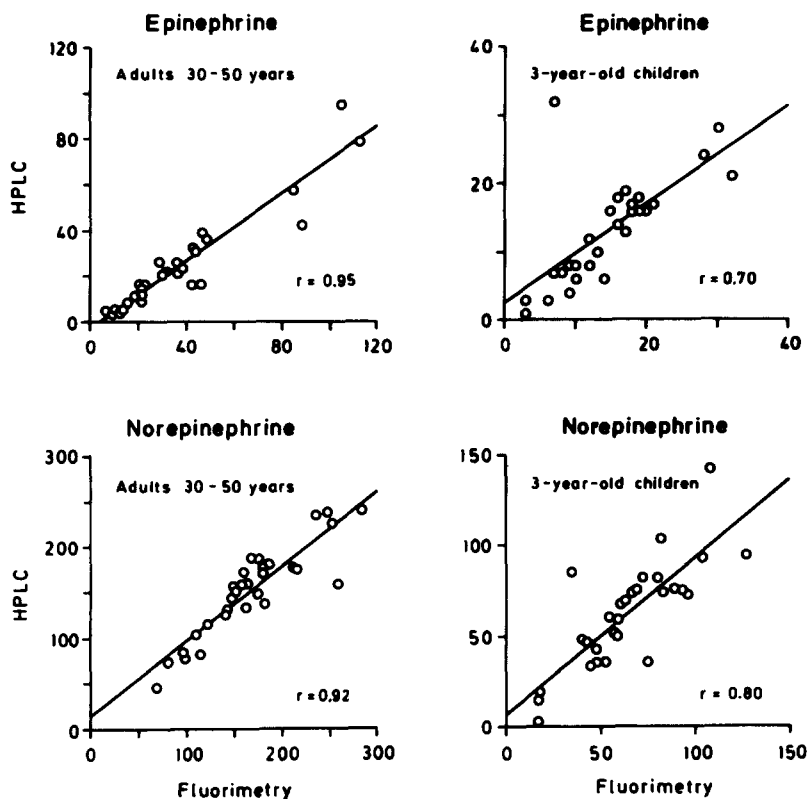 Epinephrine
Epinephrine
120
Adults 30-50 years
80
HPLC
40
r = 0.95
0
0
40
80
120
40
3-year-old children
20
r = 0.70
0
0
20
40
Norepinephrine
Norepinephrine
300
Adults 30-50 years
200
HPLC
100
r = 0.92
0
0
100
200
300
Fluorimetry
150
3-year-old children
100
50
r = 0.80
0
0
50
100
150
Fluorimetry